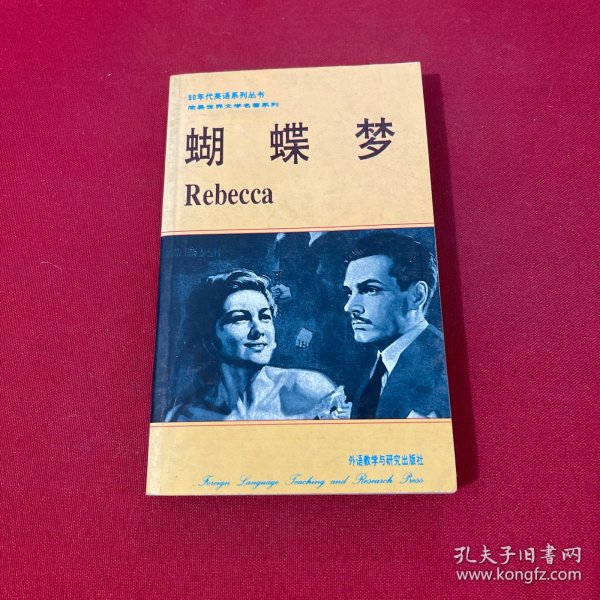 90年代英语系列丛书
简易世界文学名著系列
蝴蝶梦
Rebecca
外语教学与研究出版社
Foreign Language Teaching and Research Press
孔夫子旧书网
www.kongfz.com